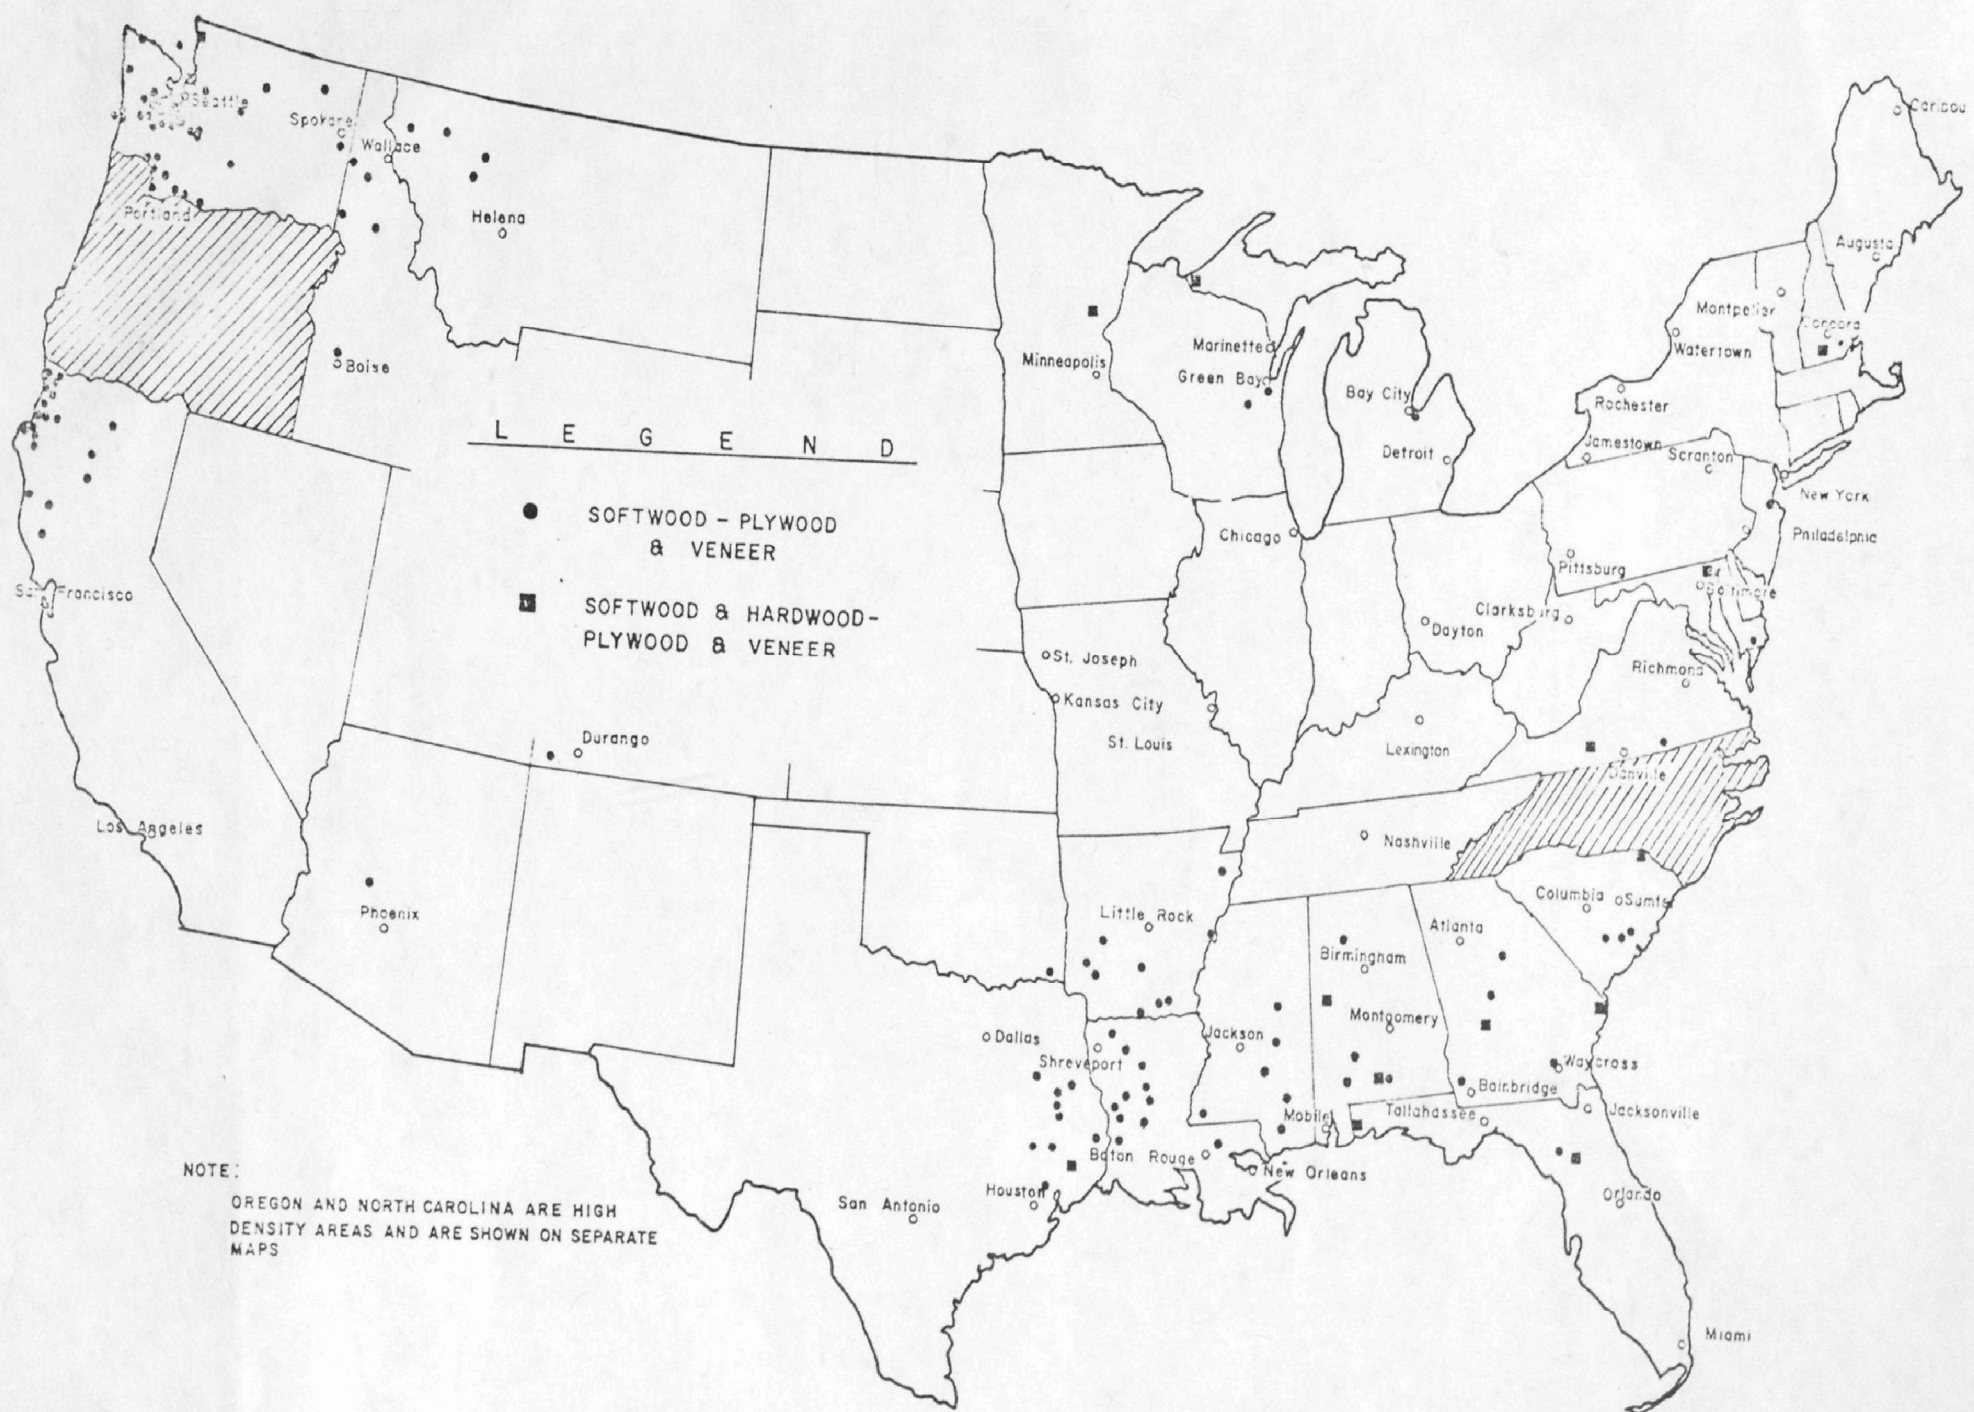 Caribou
Seattle
Spokane
Wallace
Portland
Helena
Augusta
Montpelier
Concord
Watertown
Boise
Marinette
Minneapolis
Green Bay
Bay City
Rochester
Jamestown
Scranton
Detroit
New York
L E G E N D
SOFTWOOD - PLYWOOD
& VENEER
SOFTWOOD & HARDWOOD-
PLYWOOD & VENEER
Chicago
Philadelphia
Pittsburg
San Francisco
Baltimore
Clarksburg
Dayton
St. Joseph
Richmond
Kansas City
St. Louis
Durango
Lexington
Danville
Los Angeles
Nashville
Columbia
Sumter
Phoenix
Little Rock
Atlanta
Birmingham
Montgomery
Dallas
Jackson
Shreveport
Waycross
Bainbridge
Mobile
Tallahassee
Jacksonville
Baton Rouge
New Orleans
Houston
San Antonio
Orlando
NOTE:
OREGON AND NORTH CAROLINA ARE HIGH
DENSITY AREAS AND ARE SHOWN ON SEPARATE
MAPS
Miami